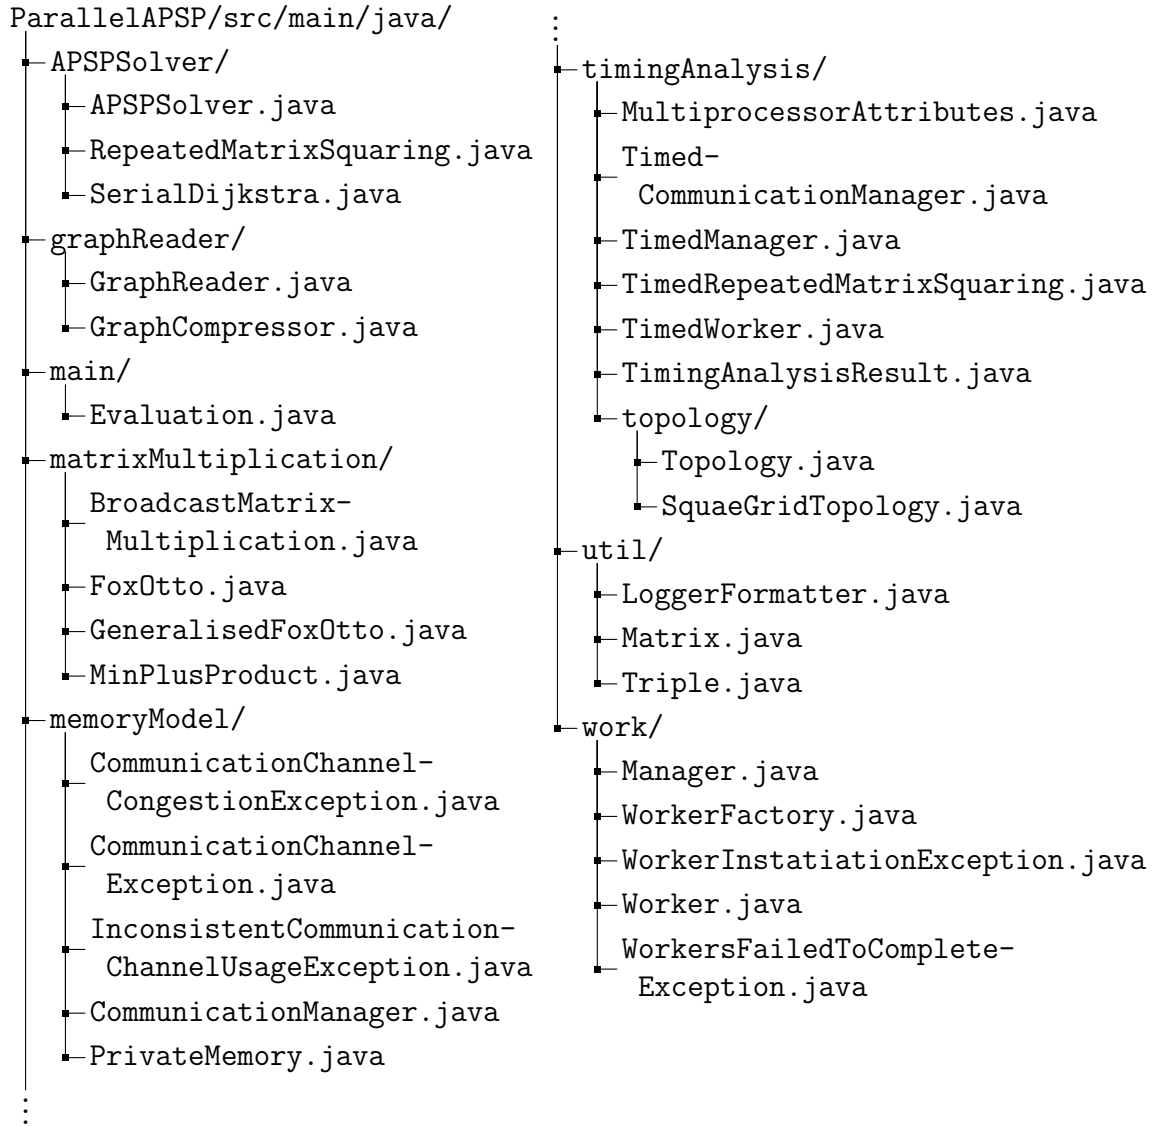 ParallelAPSP/src/main/java/
APSPSolver/
APSPSolver.java
RepeatedMatrixSquaring.java
SerialDijkstra.java
graphReader/
GraphReader.java
GraphCompressor.java
main/
Evaluation.java
matrixMultiplication/
BroadcastMatrix-
Multiplication.java
FoxOtto.java
GeneralisedFoxOtto.java
MinPlusProduct.java
memoryModel/
CommunicationChannel-
CongestionException.java
CommunicationChannel-
Exception.java
InconsistentCommunication-
ChannelUsageException.java
CommunicationManager.java
PrivateMemory.java
⋮
⋮
timingAnalysis/
MultiprocessorAttributes.java
Timed-
CommunicationManager.java
TimedManager.java
TimedRepeatedMatrixSquaring.java
TimedWorker.java
TimingAnalysisResult.java
topology/
Topology.java
SquaeGridTopology.java
util/
LoggerFormatter.java
Matrix.java
Triple.java
work/
Manager.java
WorkerFactory.java
WorkerInstatiationException.java
Worker.java
WorkersFailedToComplete-
Exception.java